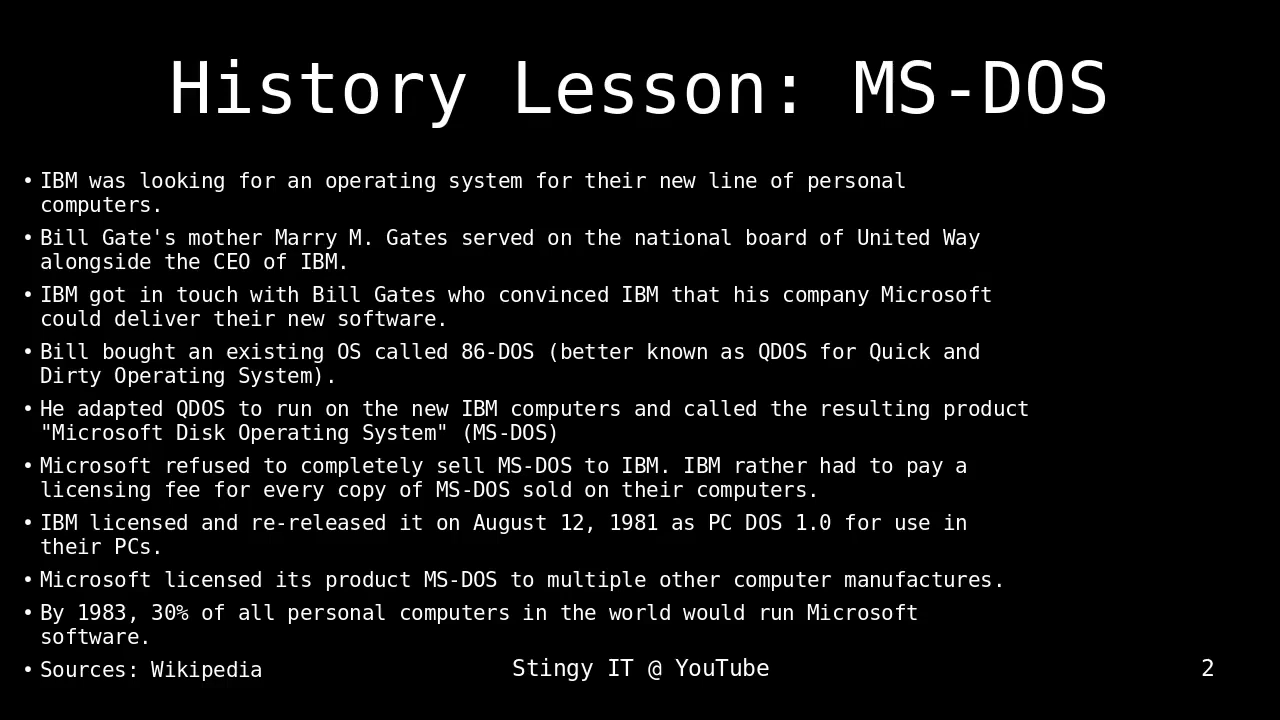 History Lesson: MS-DOS
• IBM was looking for an operating system for their new line of personal
computers.
• Bill Gate's mother Marry M. Gates served on the national board of United Way
alongside the CEO of IBM.
• IBM got in touch with Bill Gates who convinced IBM that his company Microsoft
could deliver their new software.
• Bill bought an existing OS called 86-DOS (better known as QDOS for Quick and
Dirty Operating System).
• He adapted QDOS to run on the new IBM computers and called the resulting product
"Microsoft Disk Operating System" (MS-DOS)
• Microsoft refused to completely sell MS-DOS to IBM. IBM rather had to pay a
licensing fee for every copy of MS-DOS sold on their computers.
• IBM licensed and re-released it on August 12, 1981 as PC DOS 1.0 for use in
their PCs.
• Microsoft licensed its product MS-DOS to multiple other computer manufactures.
• By 1983, 30% of all personal computers in the world would run Microsoft
software.
• Sources: Wikipedia
Stingy IT @ YouTube
2